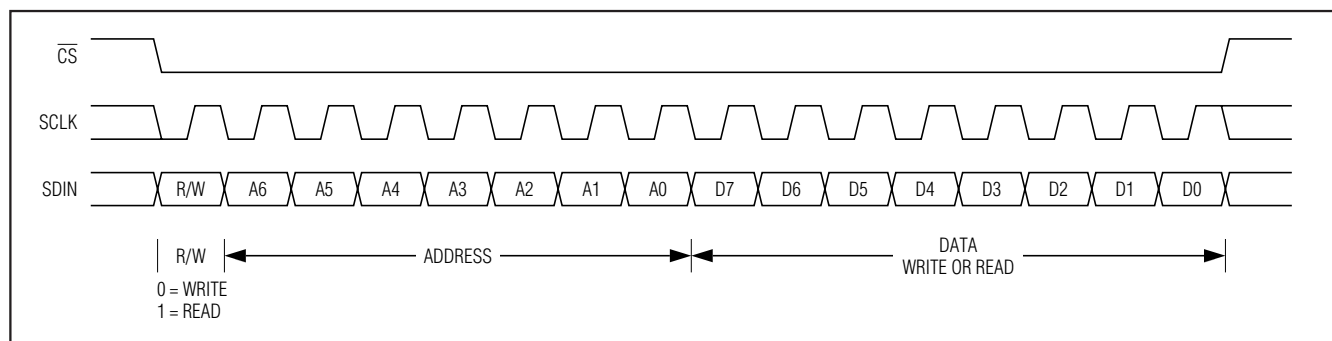 C̅S̅
SCLK
SDIN R/W A6 A5 A4 A3 A2 A1 A0 D7 D6 D5 D4 D3 D2 D1 D0
R/W ADDRESS DATA
WRITE OR READ
0 = WRITE
1 = READ